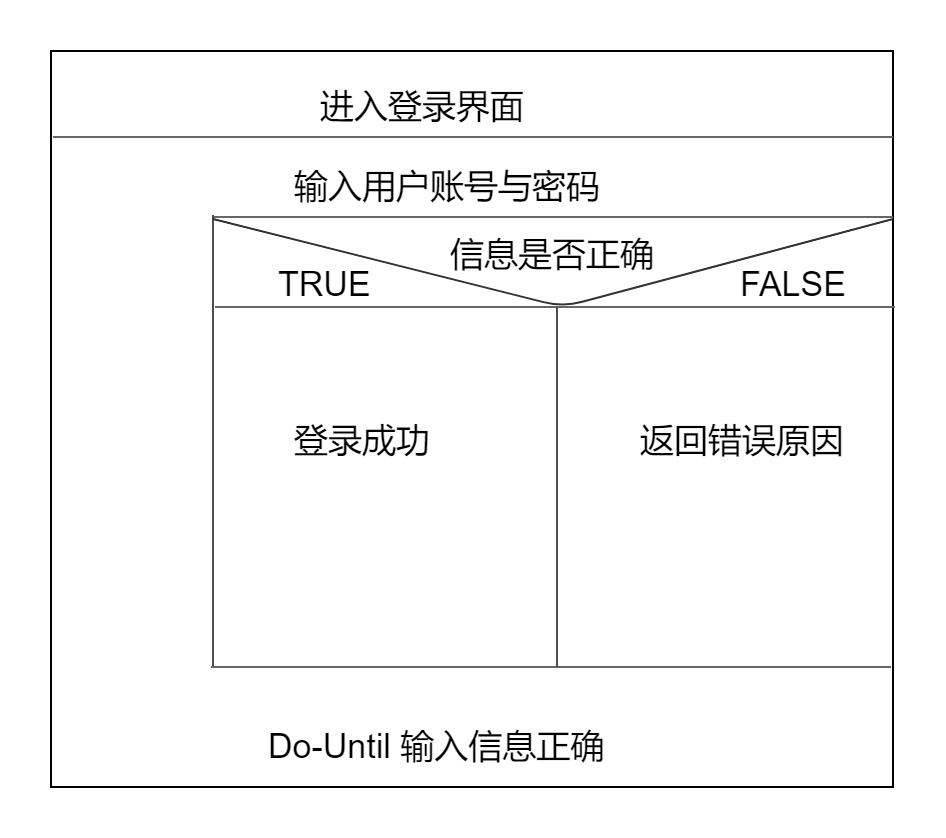 进入登录界面
输入用户账号与密码
信息是否正确
TRUE
FALSE
登录成功
返回错误原因
Do-Until 输入信息正确